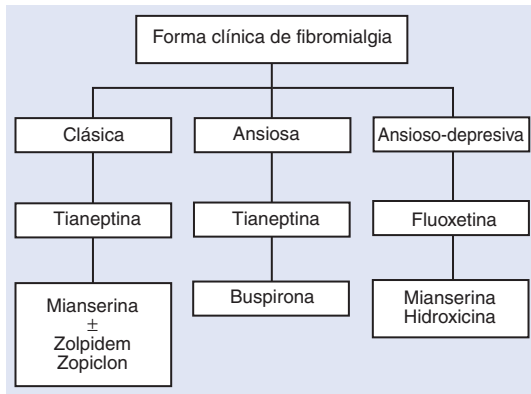 Forma clínica de fibromialgia
Clásica
Ansiosa
Ansioso-depresiva
Tianeptina
Tianeptina
Fluoxetina
Mianserina
±
Zolpidem
Zopiclon
Buspirona
Mianserina
Hidroxicina